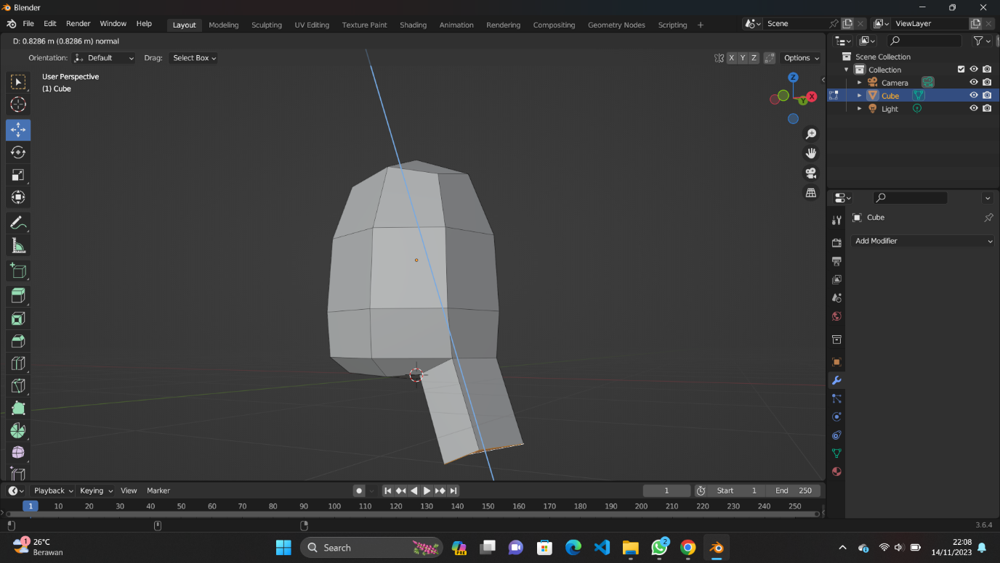 Blender
File Edit Render Window Help
Layout Modeling Sculpting UV Editing Texture Paint Shading Animation Rendering Compositing Geometry Nodes Scripting +
Scene
ViewLayer
D: 0.8286 m (0.8286 m) normal
Orientation: Default Drag: Select Box
X Y Z Options
User Perspective
(1) Cube
Z
X
Y
Scene Collection
Collection
Camera
Cube
Light
Cube
Add Modifier
Playback Keying View Marker
1 Start 1 End 250
1 10 20 30 40 50 60 70 80 90 100 110 120 130 140 150 160 170 180 190 200 210 220 230 240 250
3.6.4
1
26°C
Berawan
Search
PRE
2
22:08
14/11/2023